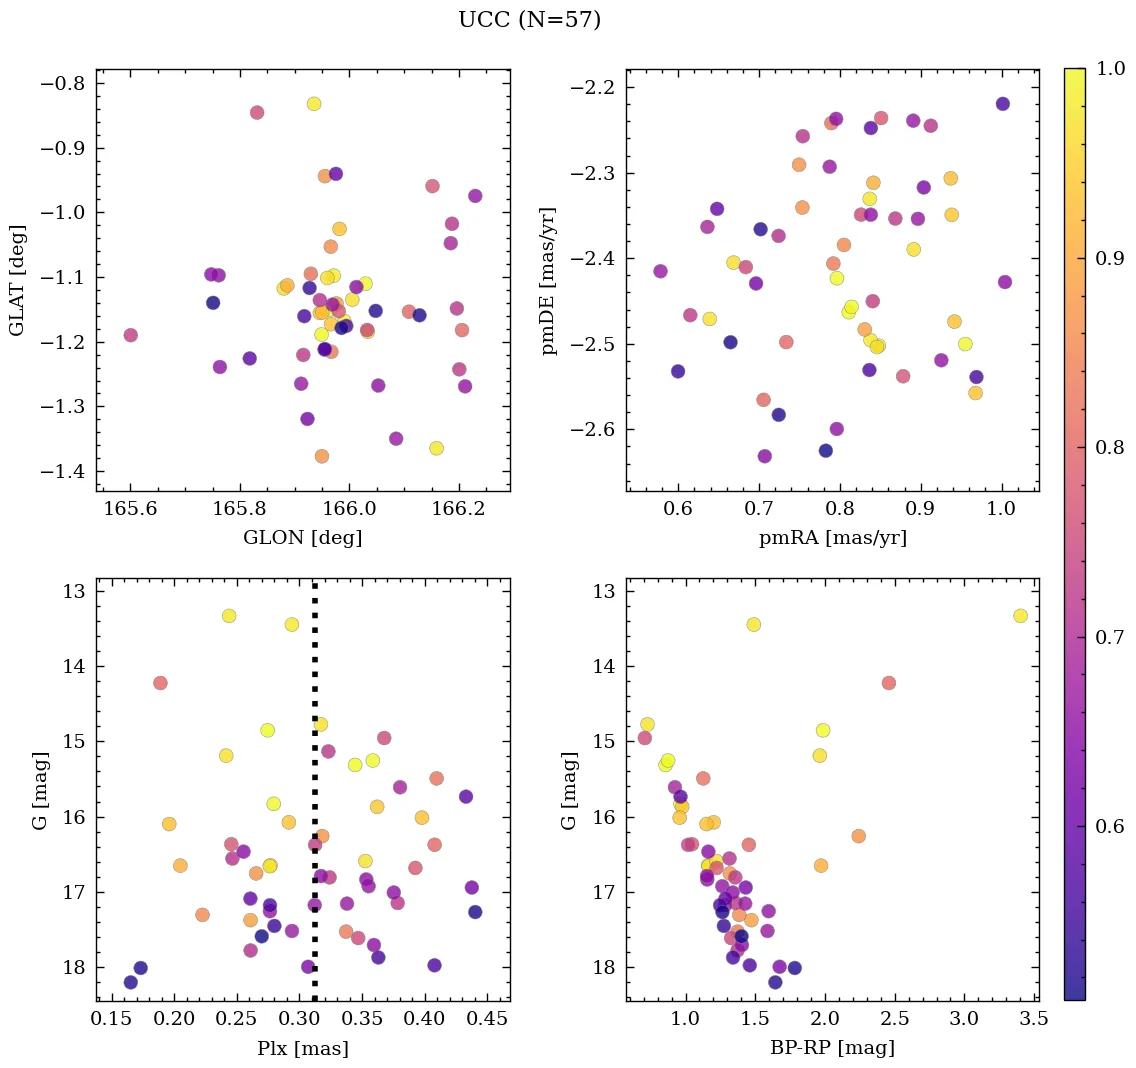 UCC (N=57)
−0.8
−0.9
−1.0
−1.1
−1.2
−1.3
−1.4
GLAT [deg]
165.6 165.8 166.0 166.2
GLON [deg]
−2.2
−2.3
−2.4
−2.5
−2.6
pmDE [mas/yr]
0.6 0.7 0.8 0.9 1.0
pmRA [mas/yr]
13
14
15
16
17
18
G [mag]
0.15 0.20 0.25 0.30 0.35 0.40 0.45
Plx [mas]
13
14
15
16
17
18
G [mag]
1.0 1.5 2.0 2.5 3.0 3.5
BP-RP [mag]
1.0
0.9
0.8
0.7
0.6